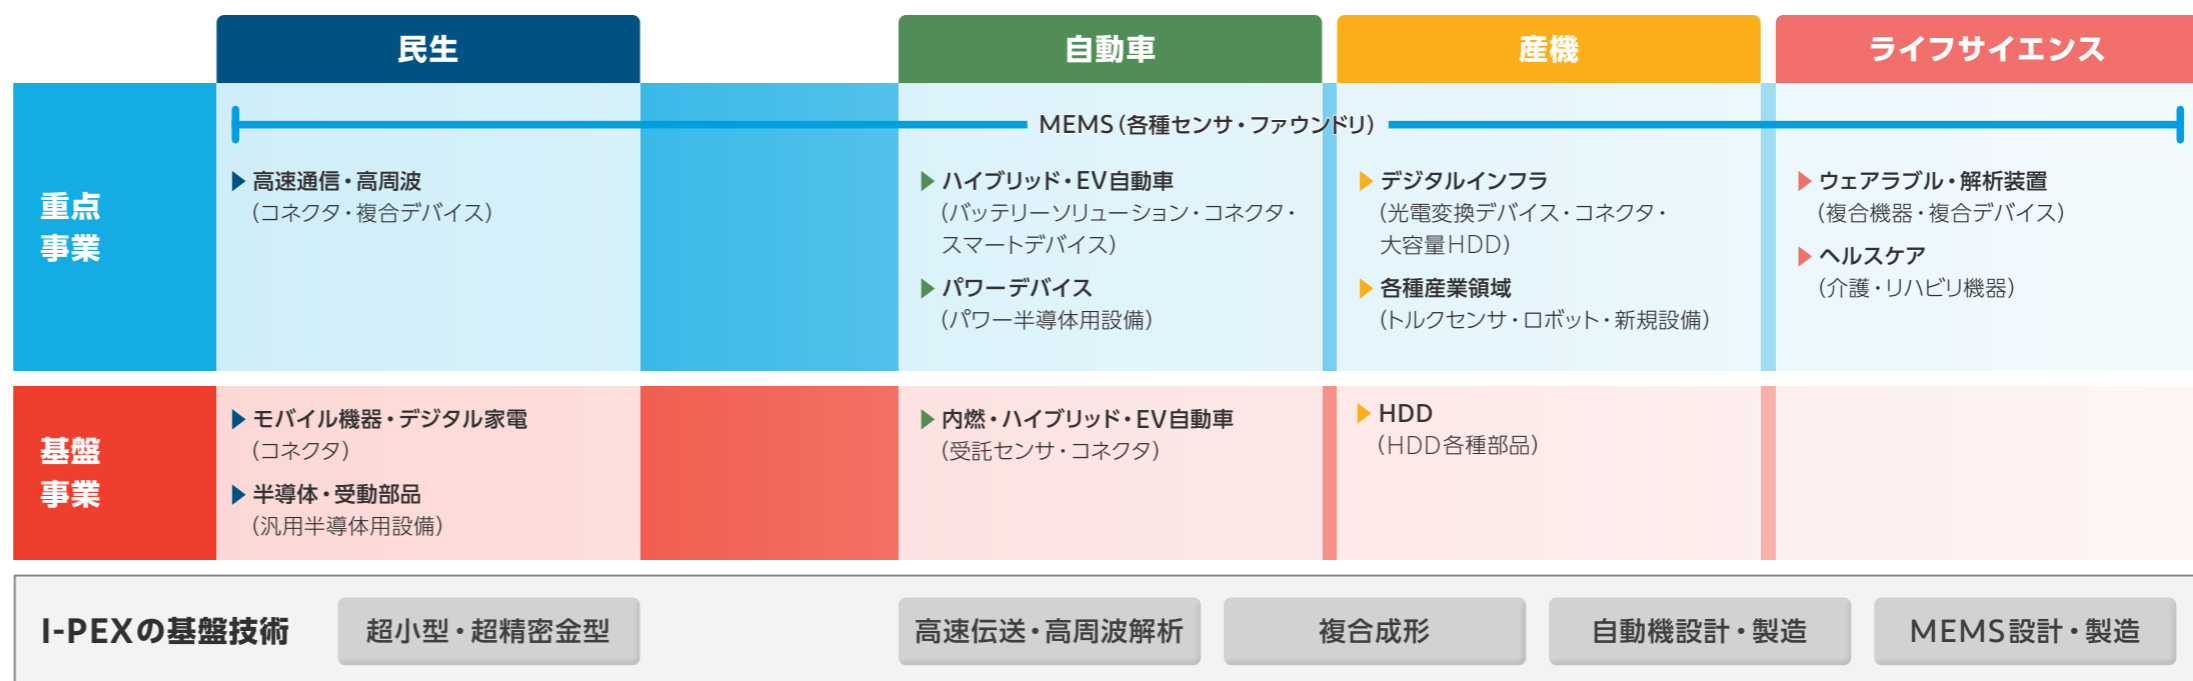 民生
自動車
産機
ライフサイエンス
重点
事業
MEMS（各種センサ・ファウンドリ）
高速通信・高周波
（コネクタ・複合デバイス）
ハイブリッド・EV自動車
（バッテリーソリューション・コネクタ・
スマートデバイス）
パワーデバイス
（パワー半導体用設備）
デジタルインフラ
（光電変換デバイス・コネクタ・
大容量HDD）
各種産業領域
（トルクセンサ・ロボット・新規設備）
ウェアラブル・解析装置
（複合機器・複合デバイス）
ヘルスケア
（介護・リハビリ機器）
基盤
事業
モバイル機器・デジタル家電
（コネクタ）
半導体・受動部品
（汎用半導体用設備）
内燃・ハイブリッド・EV自動車
（受託センサ・コネクタ）
HDD
（HDD各種部品）
I-PEXの基盤技術
超小型・超精密金型
高速伝送・高周波解析
複合成形
自動機設計・製造
MEMS設計・製造